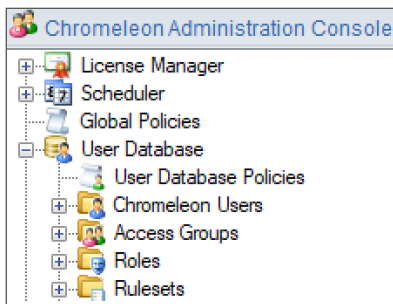 Chromeleon Administration Console
License Manager
Scheduler
Global Policies
User Database
User Database Policies
Chromeleon Users
Access Groups
Roles
Rulesets